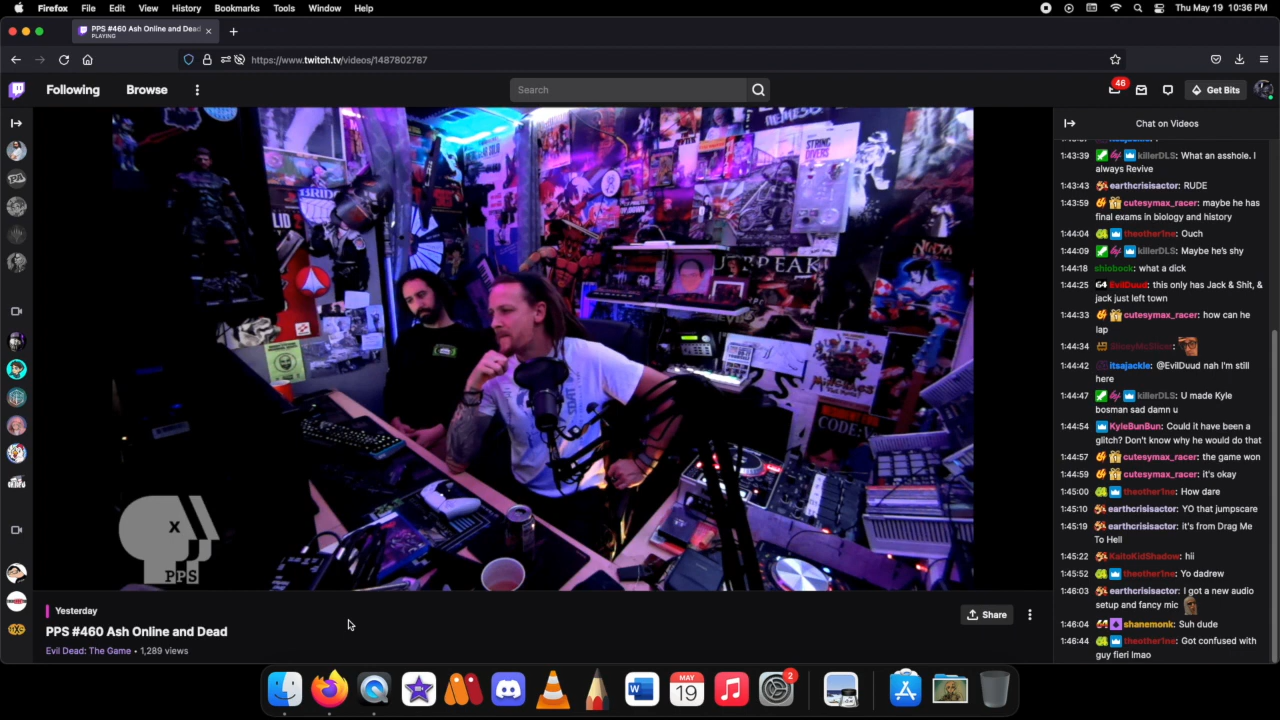 Firefox File Edit View History Bookmarks Tools Window Help
Thu May 19 10:36 PM
PPS #460 Ash Online and Dead
PLAYING
https://www.twitch.tv/videos/1487802787
Following Browse
Search
46
Get Bits
Chat on Videos
1:43:39 killerDLS: What an asshole. I
always Revive
1:43:43 earthcrisisactor: RUDE
1:43:59 cutesymax_racer: maybe he has
final exams in biology and history
1:44:04 theother1ne: Ouch
1:44:09 killerDLS: Maybe he's shy
1:44:18 shlobock: what a dick
1:44:25 G4 EvilDuud: this only has Jack & Shit, &
jack just left town
1:44:33 cutesymax_racer: how can he
lap
1:44:34
1:44:42 itsajackie: @EvilDuud nah I'm still
here
1:44:47 killerDLS: U made Kyle
bosman sad damn u
1:44:54 KyleBunBun: Could it have been a
glitch? Don't know why he would do that
1:44:57 cutesymax_racer: the game won
1:44:59 cutesymax_racer: it's okay
1:45:00 theother1ne: How dare
1:45:10 earthcrisisactor: YO that jumpscare
1:45:19 earthcrisisactor: it's from Drag Me
To Hell
1:45:22 KaitoKidShadow: hii
1:45:52 theother1ne: Yo dadrew
1:46:03 earthcrisisactor: I got a new audio
setup and fancy mic
1:46:04 shanemonk: Suh dude
1:46:44 theother1ne: Got confused with
guy fieri lmao
STRING
DIVERS
OUTBREAK
CODE:
X
PPS
Yesterday
Share
PPS #460 Ash Online and Dead
Evil Dead: The Game • 1,289 views
MAY
19
2